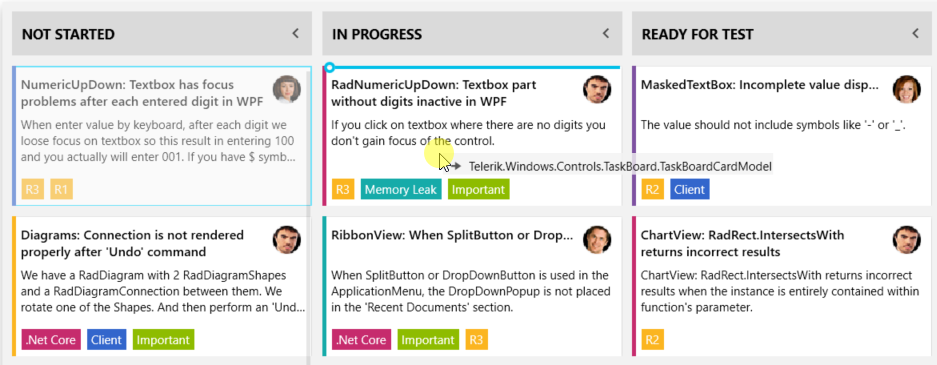 NOT STARTED
NumericUpDown: Textbox has focus
problems after each entered digit in WPF
When enter value by keyboard, after each digit we
loose focus on textbox so this result in entering 100
and you actually will enter 001. If you have $ symb...
R3 R1
Diagrams: Connection is not rendered
properly after 'Undo' command
We have a RadDiagram with 2 RadDiagramShapes
and a RadDiagramConnection between them. We
rotate one of the Shapes. And then perform an 'Und...
.Net Core Client Important
IN PROGRESS
RadNumericUpDown: Textbox part
without digits inactive in WPF
If you click on textbox where there are no digits you
don't gain focus of the control.
Telerik.Windows.Controls.TaskBoard.TaskBoardCardModel
R3 Memory Leak Important
RibbonView: When SplitButton or Drop...
When SplitButton or DropDownButton is used in the
ApplicationMenu, the DropDownPopup is not placed
in the 'Recent Documents' section.
.Net Core Important R3
READY FOR TEST
MaskedTextBox: Incomplete value disp...
The value should not include symbols like '-' or '_'.
R2 Client
ChartView: RadRect.IntersectsWith
returns incorrect results
ChartView: RadRect.IntersectsWith returns incorrect
results when the instance is entirely contained within
function's parameter.
R2